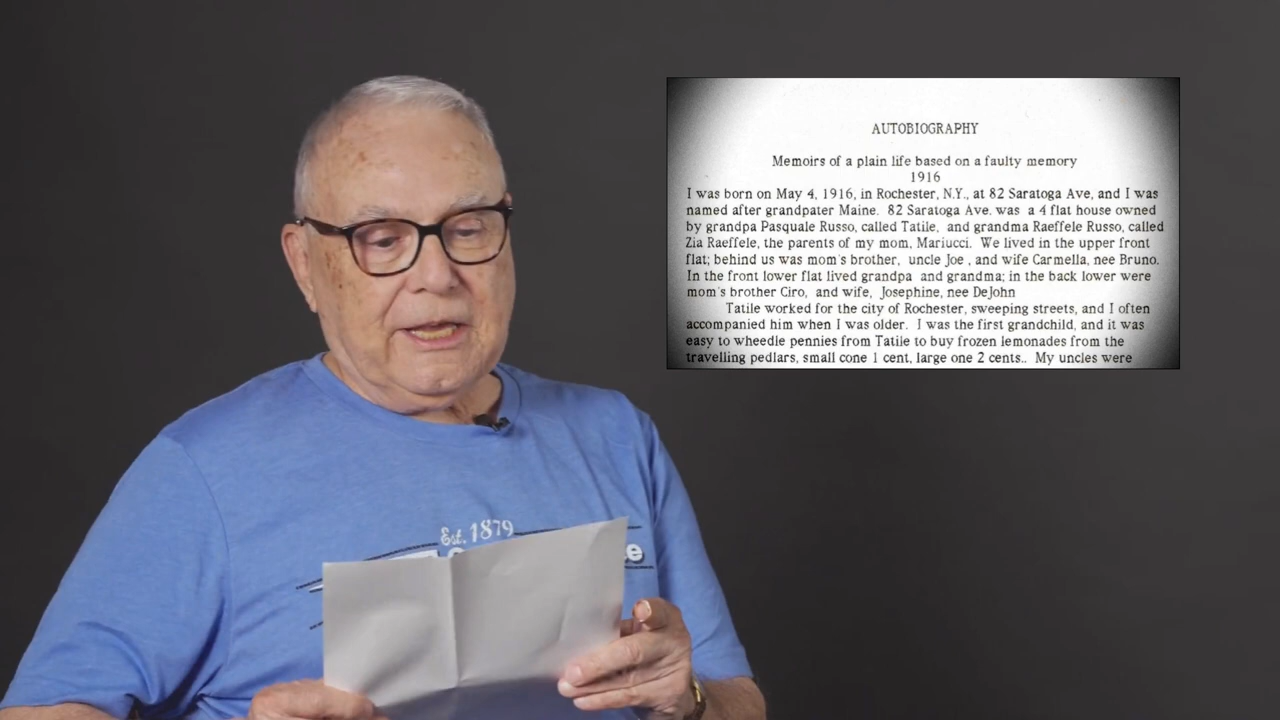 AUTOBIOGRAPHY
Memoirs of a plain life based on a faulty memory
1916
I was born on May 4, 1916, in Rochester, N.Y., at 82 Saratoga Ave, and I was
named after grandpater Maine.  82 Saratoga Ave. was  a 4 flat house owned
by grandpa Pasquale Russo, called Tatile,  and grandma Raeffele Russo, called
Zia Raeffele, the parents of my mom, Mariucci.  We lived in the upper front
flat; behind us was mom's brother,  uncle Joe , and wife Carmella, nee Bruno.
In the front lower flat lived grandpa  and grandma; in the back lower were
mom's brother Ciro,  and wife,  Josephine, nee DeJohn
Tatile worked for the city of Rochester, sweeping streets, and I often
accompanied him when I was older.  I was the first grandchild, and it was
easy to wheedle pennies from Tatile to buy frozen lemonades from the
travelling pedlars, small cone 1 cent, large one 2 cents..  My uncles were
Est. 1879